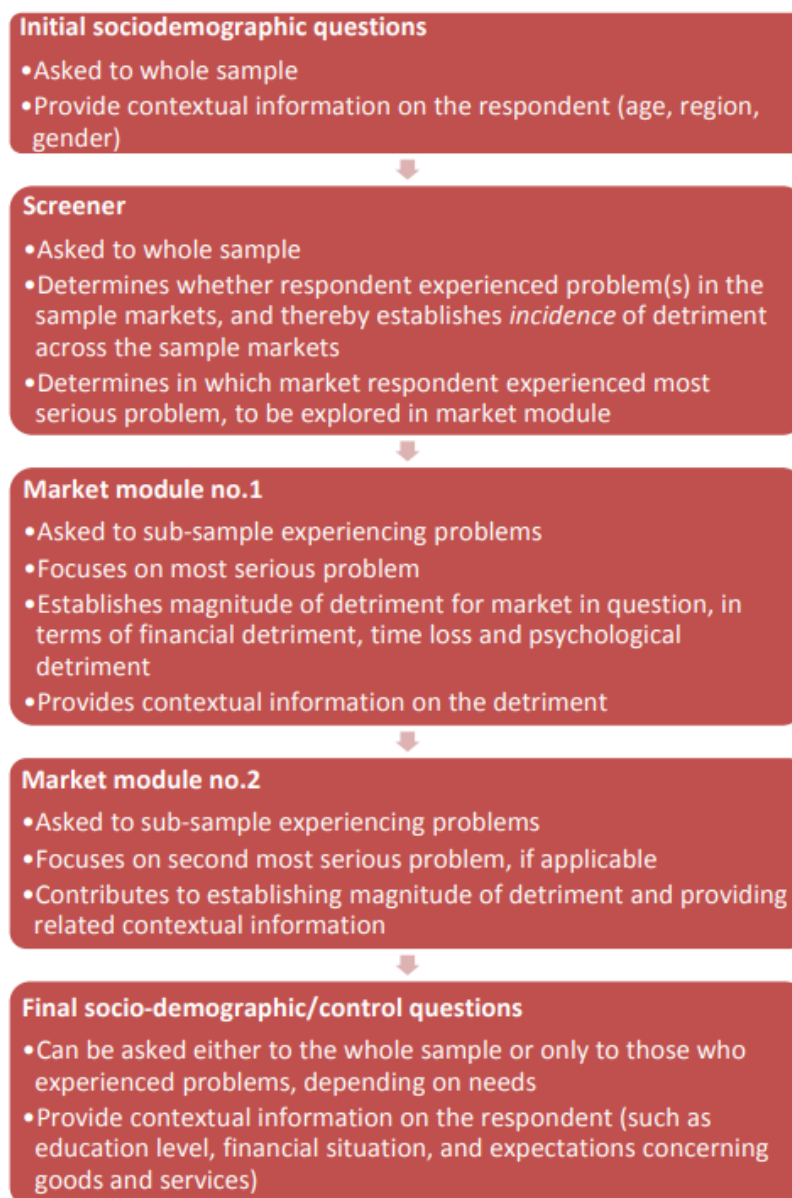 Initial sociodemographic questions
•Asked to whole sample
•Provide contextual information on the respondent (age, region,
gender)
Screener
•Asked to whole sample
•Determines whether respondent experienced problem(s) in the
sample markets, and thereby establishes incidence of detriment
across the sample markets
•Determines in which market respondent experienced most
serious problem, to be explored in market module
Market module no.1
•Asked to sub-sample experiencing problems
•Focuses on most serious problem
•Establishes magnitude of detriment for market in question, in
terms of financial detriment, time loss and psychological
detriment
•Provides contextual information on the detriment
Market module no.2
•Asked to sub-sample experiencing problems
•Focuses on second most serious problem, if applicable
•Contributes to establishing magnitude of detriment and providing
related contextual information
Final socio-demographic/control questions
•Can be asked either to the whole sample or only to those who
experienced problems, depending on needs
•Provide contextual information on the respondent (such as
education level, financial situation, and expectations concerning
goods and services)